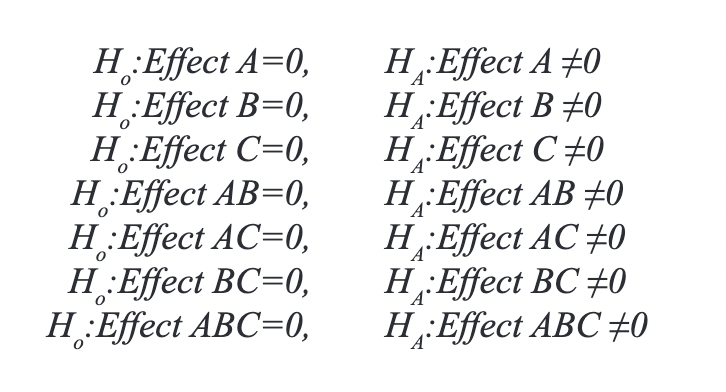 Hₒ:Effect A=0, H_A:Effect A ≠0
Hₒ:Effect B=0, H_A:Effect B ≠0
Hₒ:Effect C=0, H_A:Effect C ≠0
Hₒ:Effect AB=0, H_A:Effect AB ≠0
Hₒ:Effect AC=0, H_A:Effect AC ≠0
Hₒ:Effect BC=0, H_A:Effect BC ≠0
Hₒ:Effect ABC=0, H_A:Effect ABC ≠0